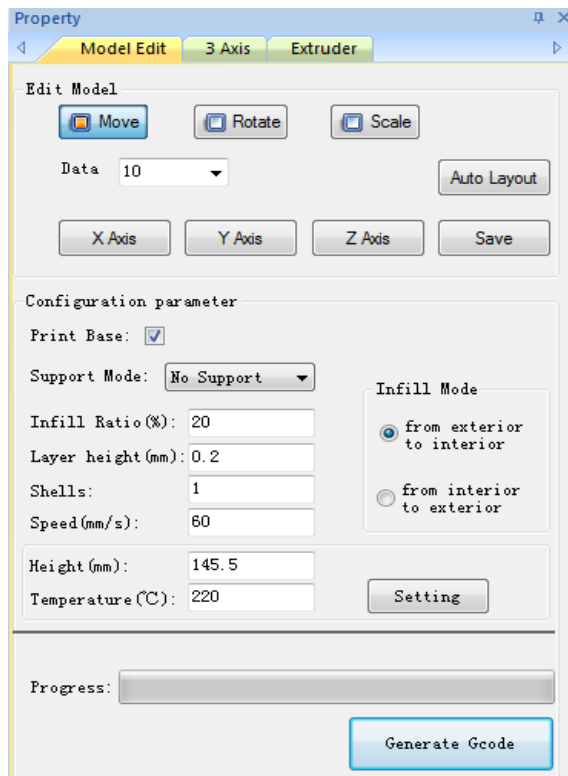 Property
Model Edit 3 Axis Extruder
Edit Model
Move Rotate Scale
Data 10
Auto Layout
X Axis Y Axis Z Axis Save
Configuration parameter
Print Base:
Support Mode: No Support
Infill Mode
Infill Ratio(%): 20
from exterior
to interior
Layer height(mm): 0.2
Shells: 1
from interior
to exterior
Speed(mm/s): 60
Height(mm): 145.5
Temperature(℃): 220
Setting
Progress:
Generate Gcode